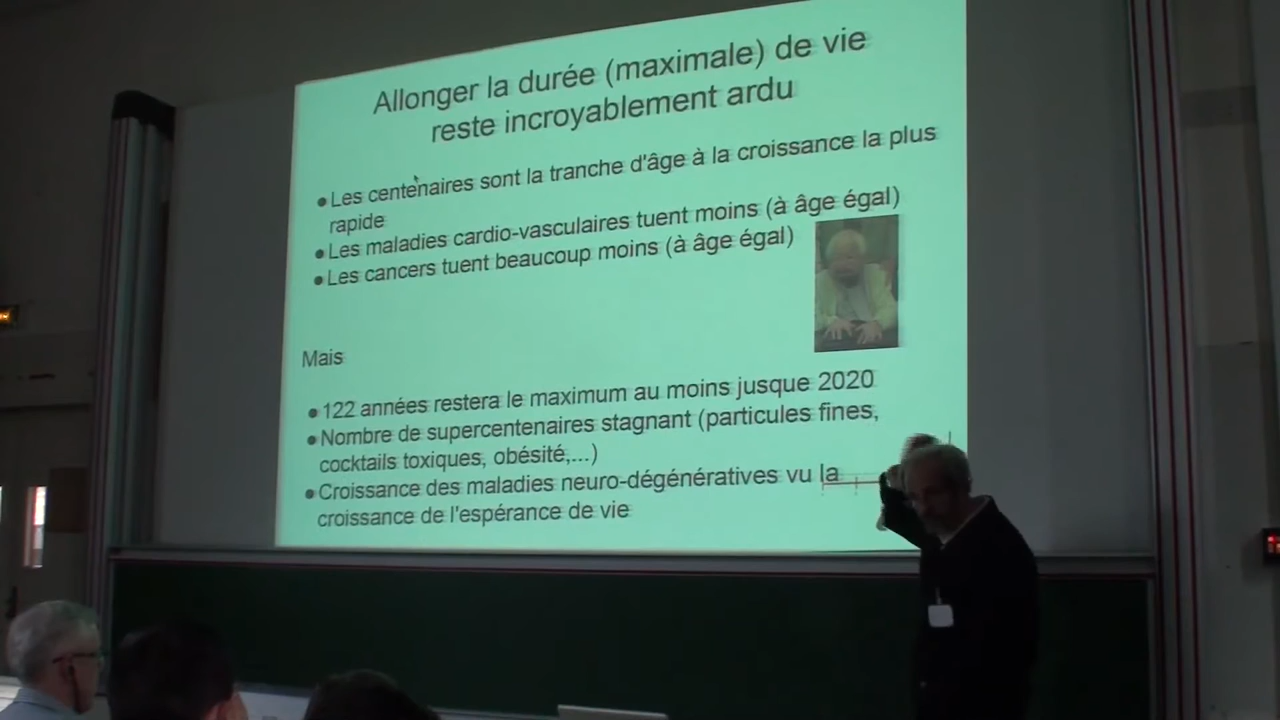 Allonger la durée (maximale) de vie
reste incroyablement ardu
• Les centenaires sont la tranche d'âge à la croissance la plus
rapide
• Les maladies cardio-vasculaires tuent moins (à âge égal)
• Les cancers tuent beaucoup moins (à âge égal)
Mais
• 122 années restera le maximum au moins jusque 2020
• Nombre de supercentenaires stagnant (particules fines,
cocktails toxiques, obésité,...)
• Croissance des maladies neuro-dégénératives vu la
croissance de l'espérance de vie